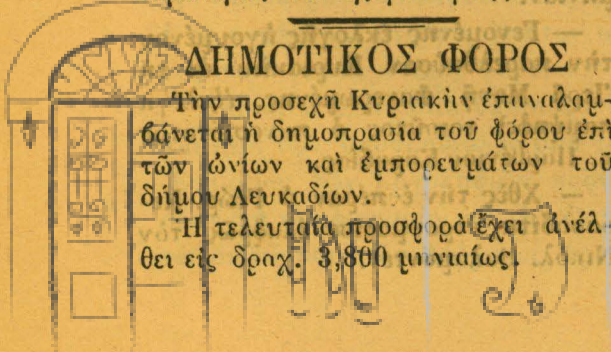 ΔΗΜΟΤΙΚΟΣ ΦΟΡΟΣ
Τὴν προσεχῆ Κυριακὴν ἐπαναλαμ-
βάνεται ἡ δημοπρασία τοῦ φόρου ἐπὶ
τῶν ὠνίων καὶ ἐμπορευμάτων τοῦ
δήμου Λευκαδίων.
Ἡ τελευταία προσφορὰ ἔχει ἀνέλ-
θει εἰς δραχ. 3,800 μηνιαίως.